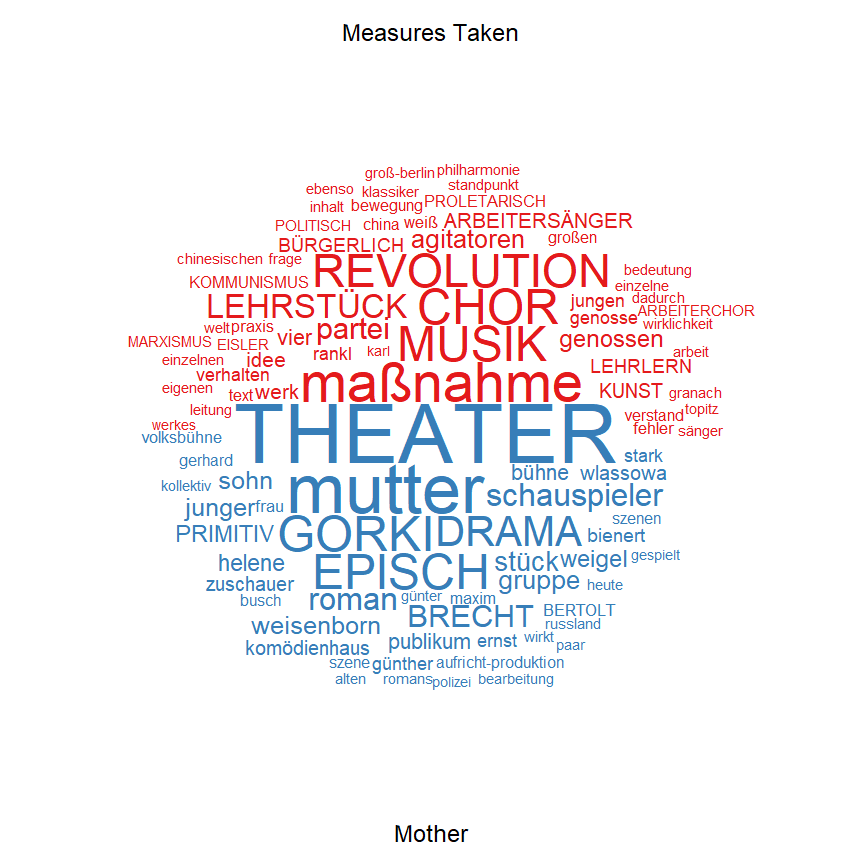 Measures Taken
groß-berlin philharmonie
ebenso klassiker standpunkt
inhalt bewegung PROLETARISCH
POLITISCH china weiß ARBEITERSÄNGER
BÜRGERLICH agitatoren großen
chinesischen frage REVOLUTION bedeutung
KOMMUNISMUS einzelne
LEHRSTÜCK CHOR jungen dadurch
genosse ARBEITERCHOR
welt praxis vier partei MUSIK genossen wirklichkeit
MARXISMUS EISLER rankl karl arbeit
einzelnen idee LEHRLERN
verhalten maßnahme
eigenen text werk KUNST granach
leitung verstand topitz
werkes fehler sänger
volksbühne THEATER
gerhard stark
kollektiv sohn mutter bühne wlassowa
junger frau schauspieler
PRIMITIV GORKI DRAMA szenen
bienert
helene EPISCH stück weigel gespielt
zuschauer gruppe heute
busch roman günter maxim
weisenborn BRECHT BERTOLT
russland
komödienhaus publikum ernst wirkt paar
szene günther aufricht-produktion
alten romans polizei bearbeitung
Mother